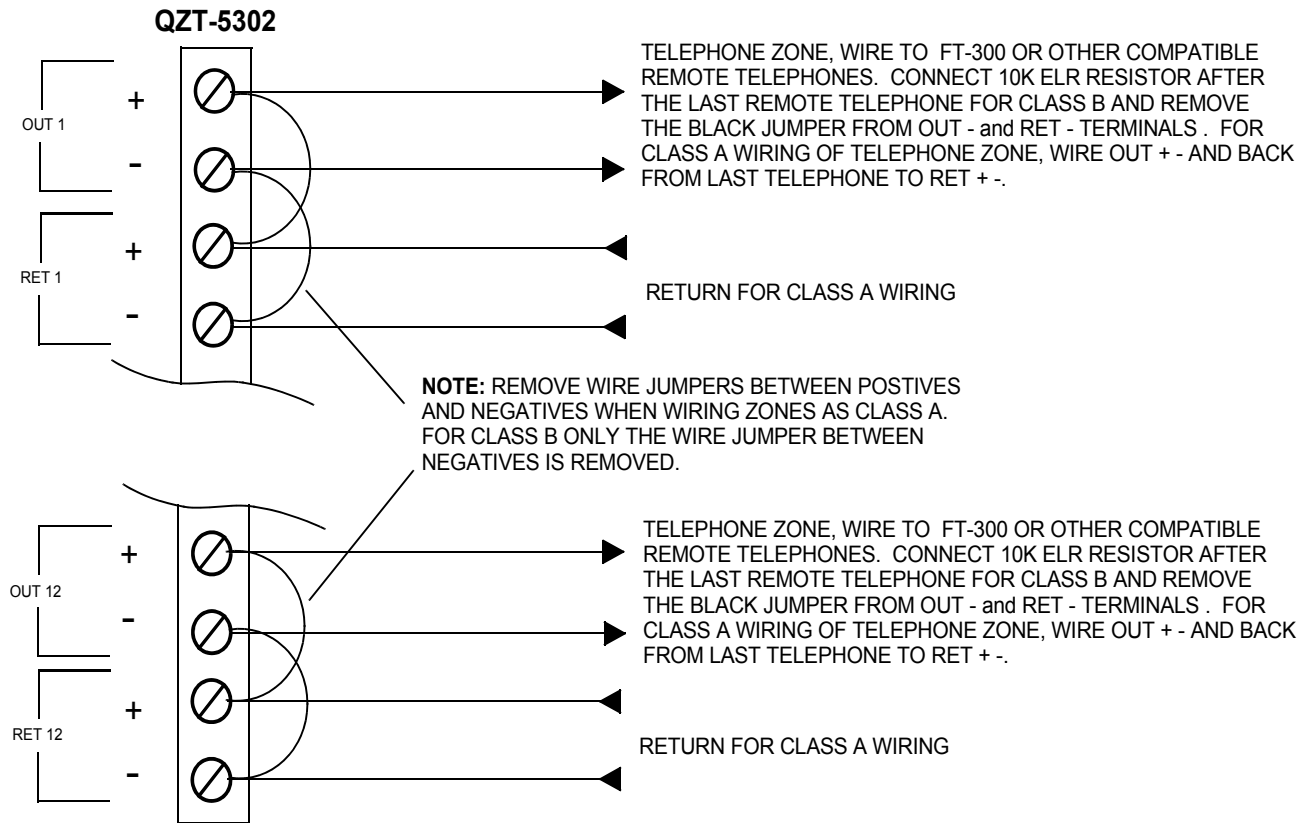 QZT-5302
OUT 1
+
-
RET 1
+
-
TELEPHONE ZONE, WIRE TO FT-300 OR OTHER COMPATIBLE
REMOTE TELEPHONES. CONNECT 10K ELR RESISTOR AFTER
THE LAST REMOTE TELEPHONE FOR CLASS B AND REMOVE
THE BLACK JUMPER FROM OUT - and RET - TERMINALS . FOR
CLASS A WIRING OF TELEPHONE ZONE, WIRE OUT + - AND BACK
FROM LAST TELEPHONE TO RET + -.
RETURN FOR CLASS A WIRING
NOTE: REMOVE WIRE JUMPERS BETWEEN POSTIVES
AND NEGATIVES WHEN WIRING ZONES AS CLASS A.
FOR CLASS B ONLY THE WIRE JUMPER BETWEEN
NEGATIVES IS REMOVED.
OUT 12
+
-
RET 12
+
-
TELEPHONE ZONE, WIRE TO FT-300 OR OTHER COMPATIBLE
REMOTE TELEPHONES. CONNECT 10K ELR RESISTOR AFTER
THE LAST REMOTE TELEPHONE FOR CLASS B AND REMOVE
THE BLACK JUMPER FROM OUT - and RET - TERMINALS . FOR
CLASS A WIRING OF TELEPHONE ZONE, WIRE OUT + - AND BACK
FROM LAST TELEPHONE TO RET + -.
RETURN FOR CLASS A WIRING